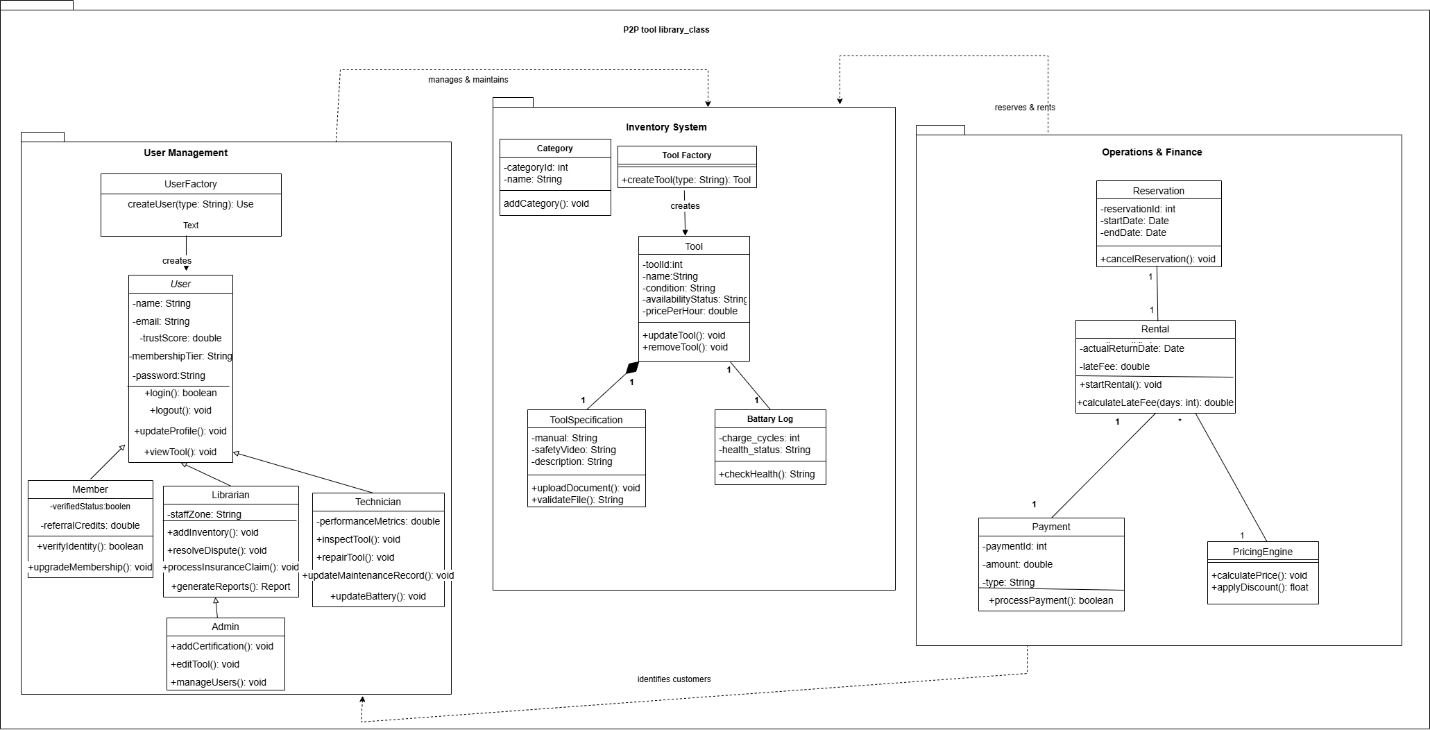 P2P tool library_class
manages & maintains
reserves & rents
identifies customers
User Management
UserFactory
createUser(type: String): Use
Text
creates
User
-name: String
-email: String
-trustScore: double
-membershipTier: String
-password:String
+login(): boolean
+logout(): void
+updateProfile(): void
+viewTool(): void
Member
-verifiedStatus:boolen
-referralCredits: double
+verifyIdentity(): boolean
+upgradeMembership(): void
Librarian
-staffZone: String
+addInventory(): void
+resolveDispute(): void
+processInsuranceClaim(): void
+generateReports(): Report
Technician
-performanceMetrics: double
+inspectTool(): void
+repairTool(): void
+updateMaintenanceRecord(): void
+updateBattery(): void
Admin
+addCertification(): void
+editTool(): void
+manageUsers(): void
Inventory System
Category
-categoryId: int
-name: String
addCategory(): void
Tool Factory
+createTool(type: String): Tool
creates
Tool
-toolId:int
-name:String
-condition: String
-availabilityStatus: String
-pricePerHour: double
+updateTool(): void
+removeTool(): void
1
1
1
1
ToolSpecification
-manual: String
-safetyVideo: String
-description: String
+uploadDocument(): void
+validateFile(): String
Battary Log
-charge_cycles: int
-health_status: String
+checkHealth(): String
Operations & Finance
Reservation
-reservationId: int
-startDate: Date
-endDate: Date
+cancelReservation(): void
1
1
Rental
-actualReturnDate: Date
-lateFee: double
+startRental(): void
+calculateLateFee(days: int): double
1
*
1
1
Payment
-paymentId: int
-amount: double
-type: String
+processPayment(): boolean
PricingEngine
+calculatePrice(): void
+applyDiscount(): float